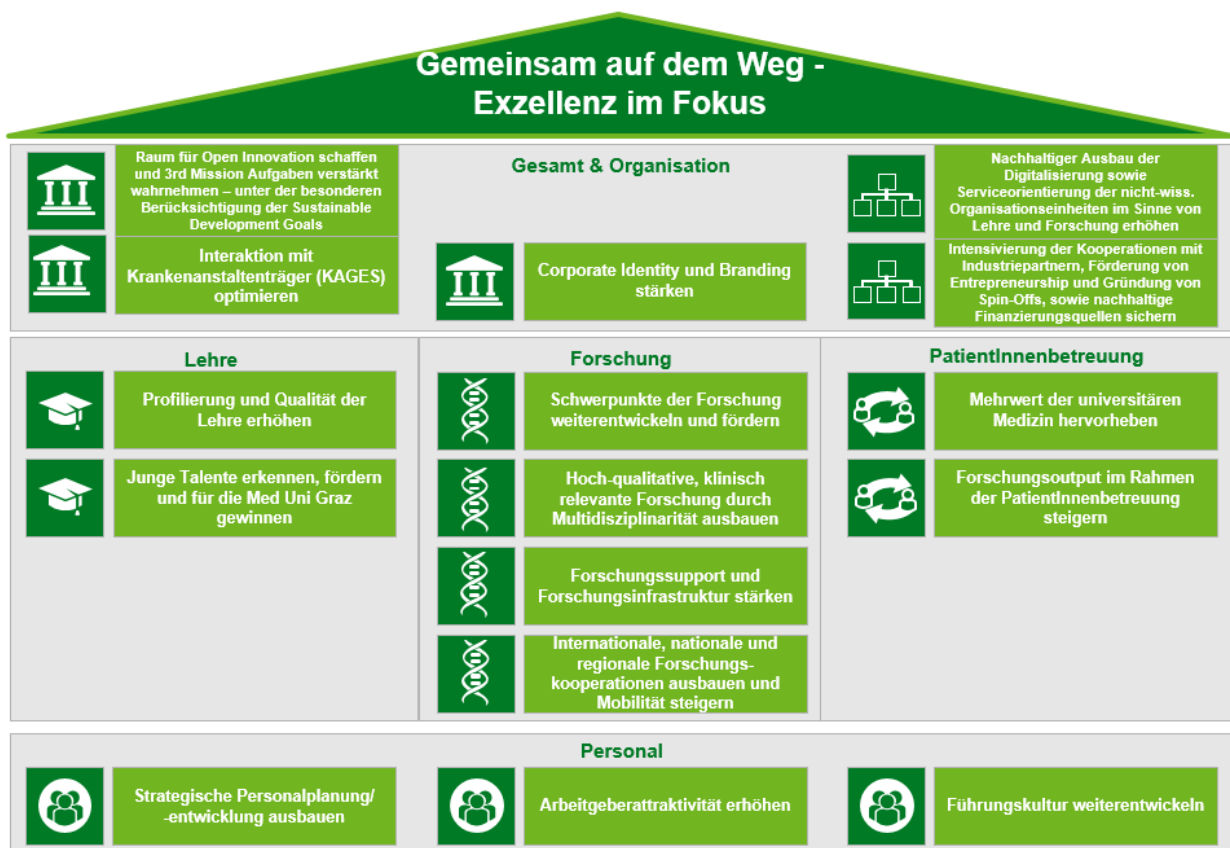 Gemeinsam auf dem Weg -
Exzellenz im Fokus
Gesamt & Organisation
Raum für Open Innovation schaffen
und 3rd Mission Aufgaben verstärkt
wahrnehmen – unter der besonderen
Berücksichtigung der Sustainable
Development Goals
Interaktion mit
Krankenanstaltenträger (KAGES)
optimieren
Corporate Identity und Branding
stärken
Nachhaltiger Ausbau der
Digitalisierung sowie
Serviceorientierung der nicht-wiss.
Organisationseinheiten im Sinne von
Lehre und Forschung erhöhen
Intensivierung der Kooperationen mit
Industriepartnern, Förderung von
Entrepreneurship und Gründung von
Spin-Offs, sowie nachhaltige
Finanzierungsquellen sichern
Lehre
Profilierung und Qualität der
Lehre erhöhen
Junge Talente erkennen, fördern
und für die Med Uni Graz
gewinnen
Forschung
Schwerpunkte der Forschung
weiterentwickeln und fördern
Hoch-qualitative, klinisch
relevante Forschung durch
Multidisziplinarität ausbauen
Forschungssupport und
Forschungsinfrastruktur stärken
Internationale, nationale und
regionale Forschungs-
kooperationen ausbauen und
Mobilität steigern
PatientInnenbetreuung
Mehrwert der universitären
Medizin hervorheben
Forschungsoutput im Rahmen
der PatientInnenbetreuung
steigern
Personal
Strategische Personalplanung/
-entwicklung ausbauen
Arbeitgeberattraktivität erhöhen
Führungskultur weiterentwickeln